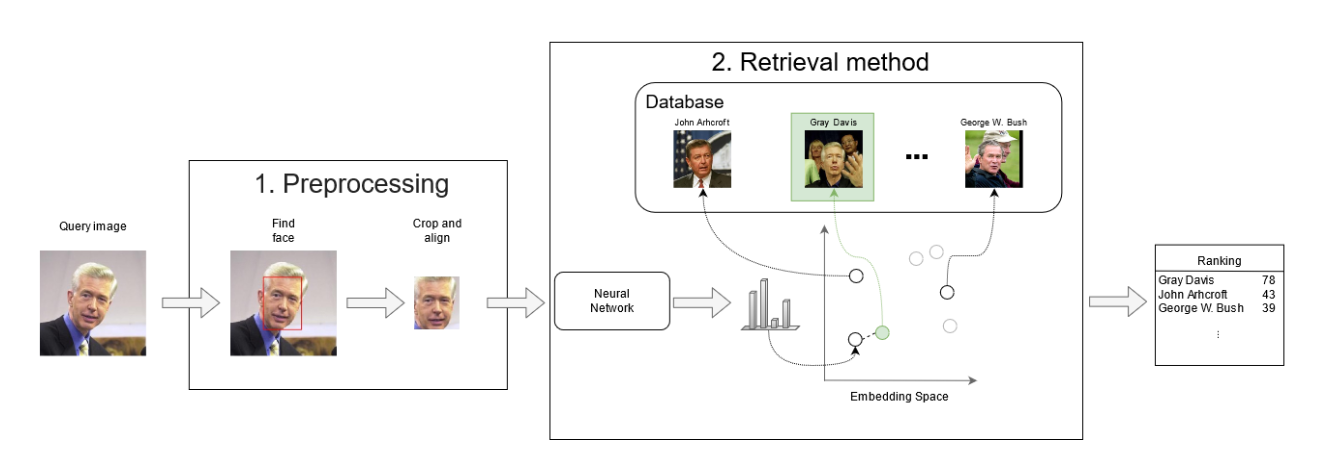 Query image
1. Preprocessing
Find
face
Crop and
align
2. Retrieval method
Database
John Arhcroft
Gray Davis
...
George W. Bush
Neural
Network
Embedding Space
Ranking
Gray Davis 78
John Arhcroft 43
George W. Bush 39
⋮